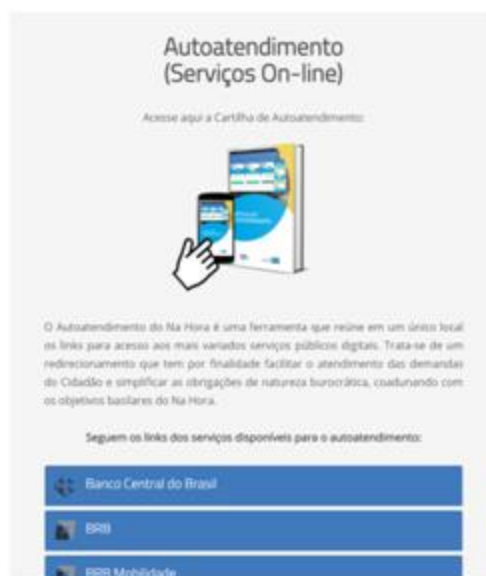 Autoatendimento
(Serviços On-line)
Acesse aqui a Cartilha de Autoatendimento:
O Autoatendimento do Na Hora é uma ferramenta que reúne em um único local
os links para acesso aos mais variados serviços públicos digitais. Trata-se de um
redirecionamento que tem por finalidade facilitar o atendimento das demandas
do Cidadão e simplificar as obrigações de natureza burocrática, coadunando com
os objetivos basilares do Na Hora.
Seguem os links dos serviços disponíveis para o autoatendimento:
Banco Central do Brasil
BRB
BRB Mobilidade